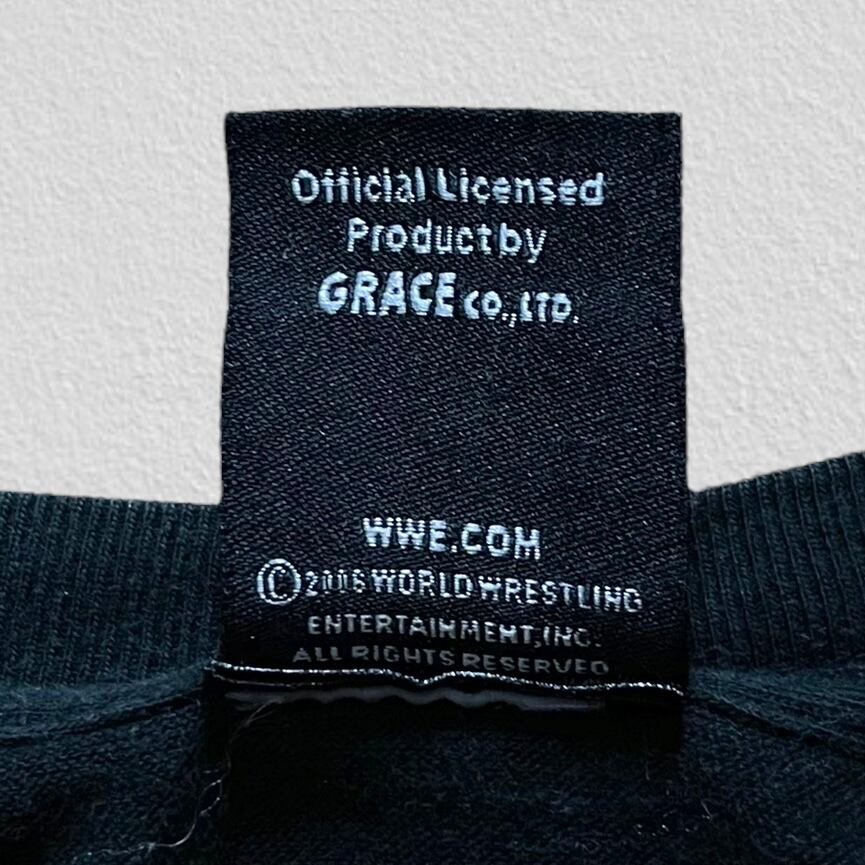 Official Licensed
Product by
GRACE CO.,LTD.
WWE.COM
©2006 WORLD WRESTLING
ENTERTAINMENT, INC.
ALL RIGHTS RESERVED